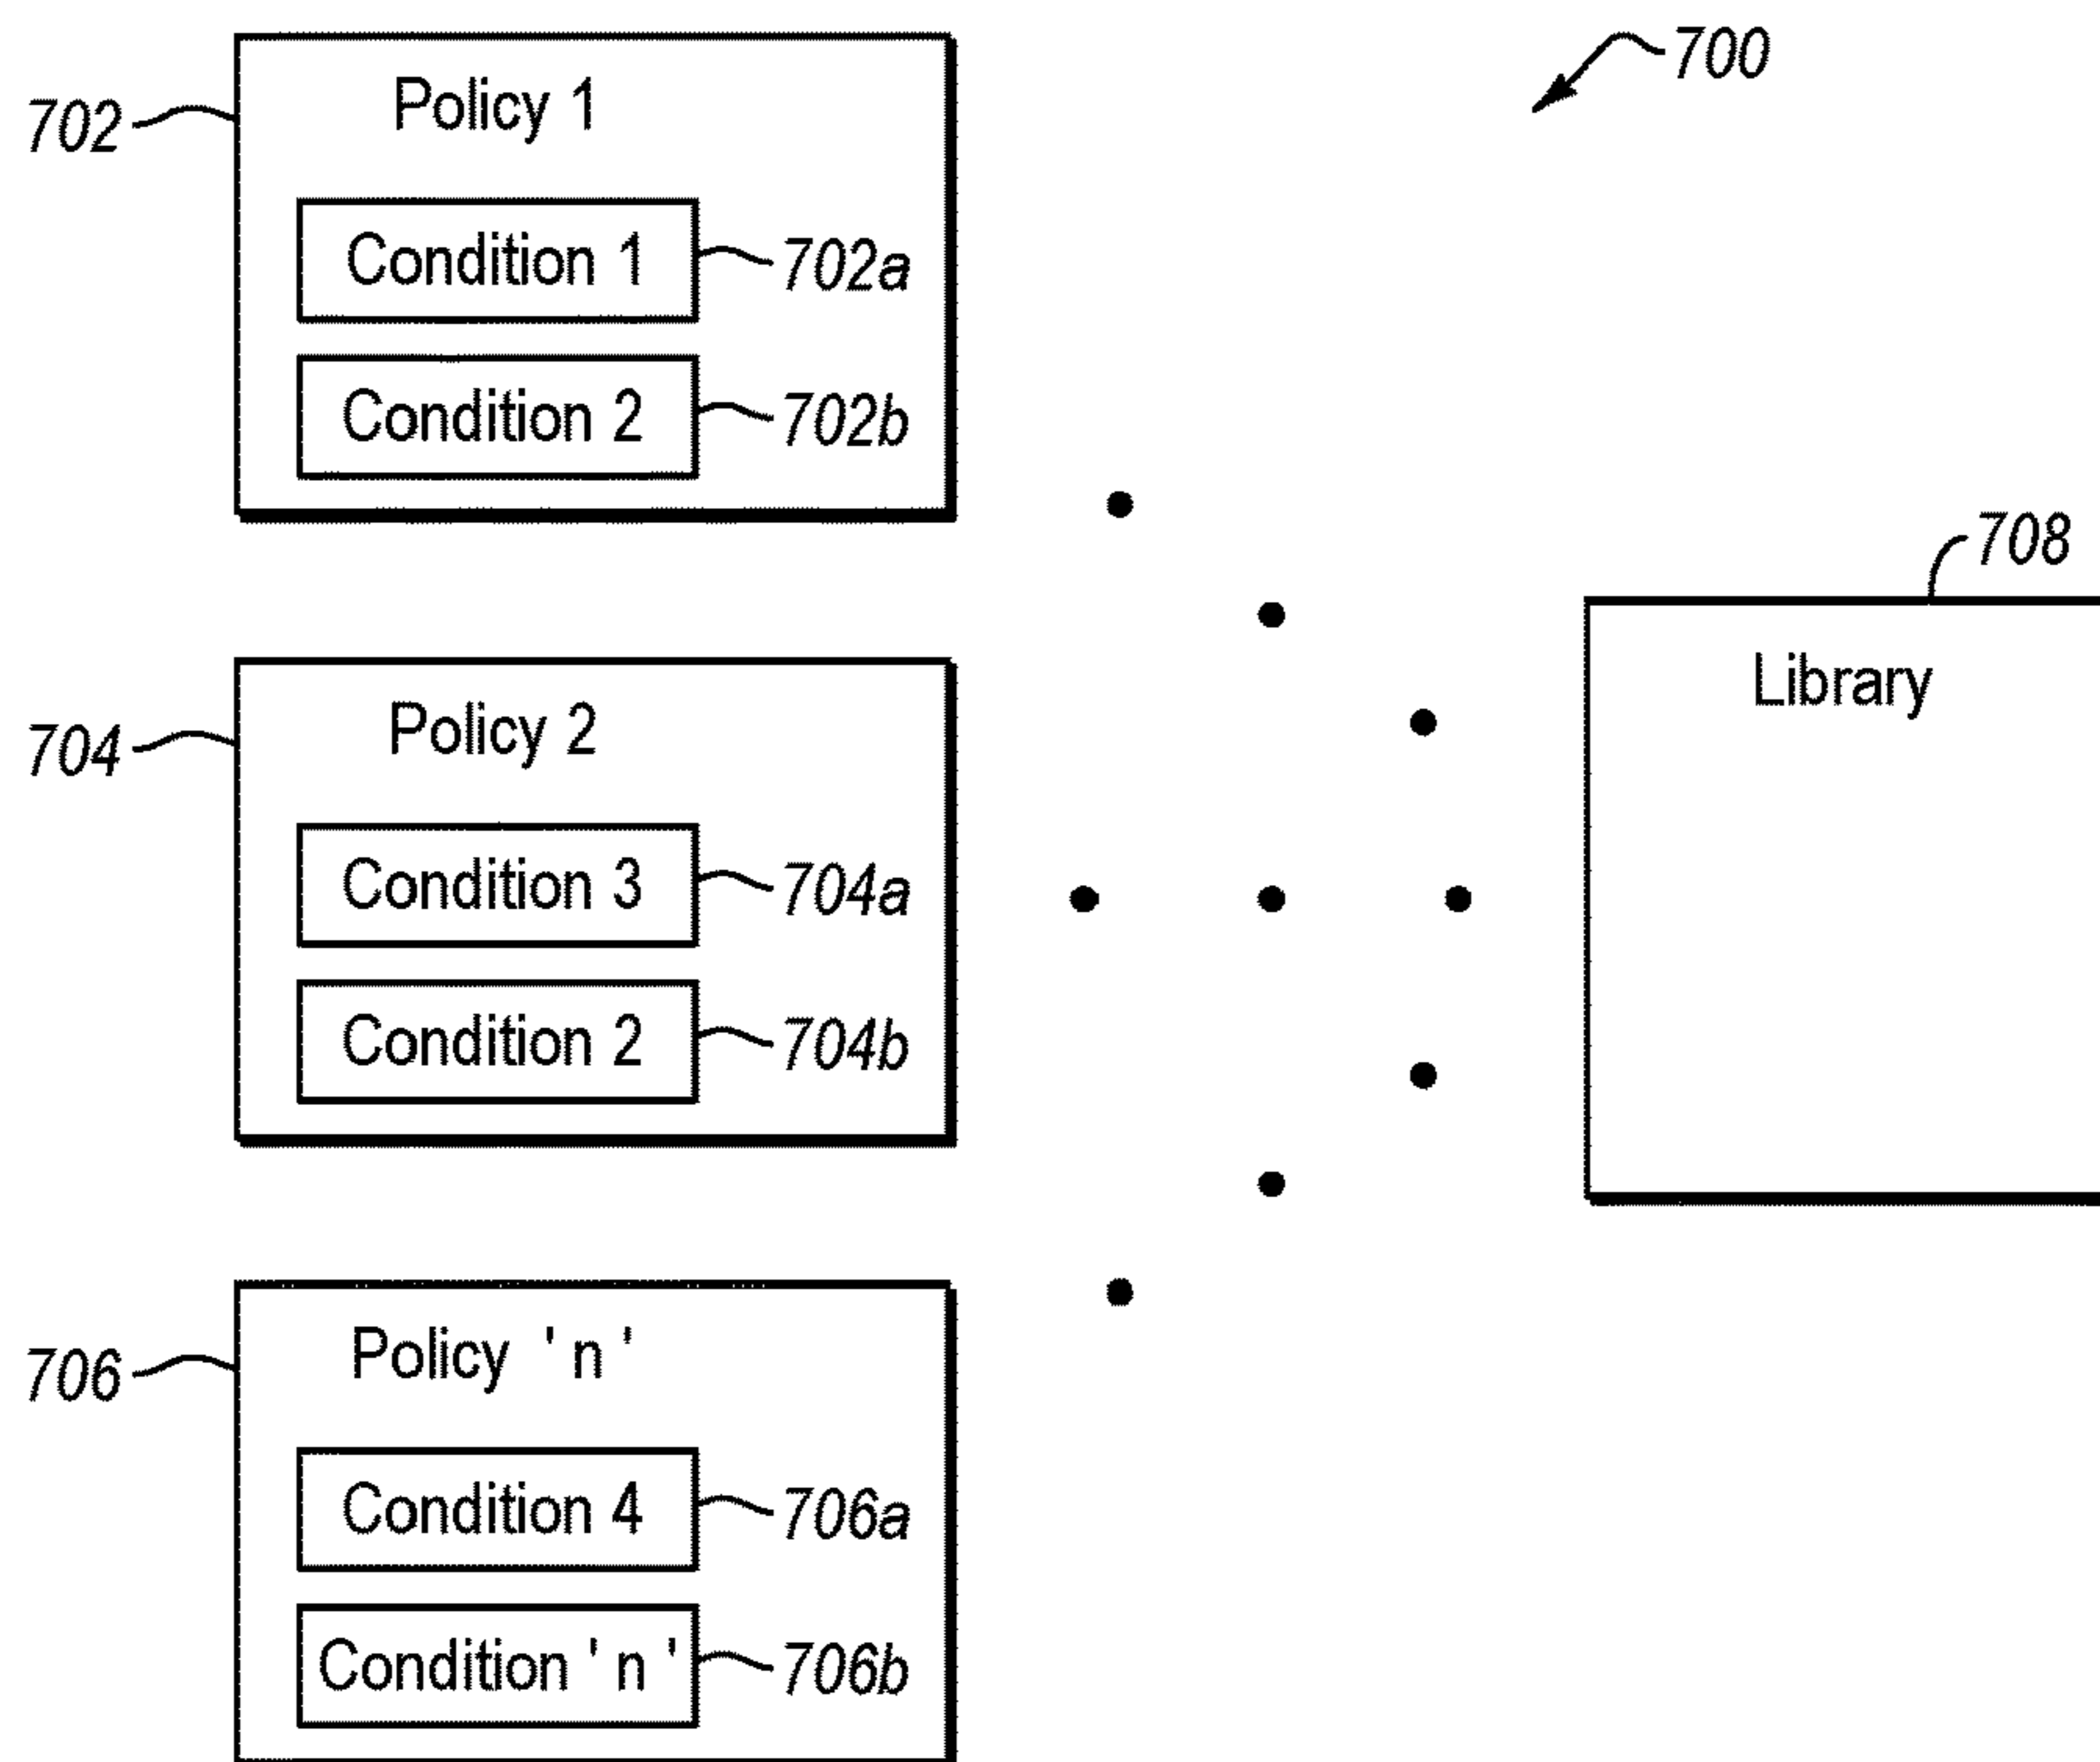 700
702
Policy 1
Condition 1
702a
Condition 2
702b
708
Library
704
Policy 2
Condition 3
704a
Condition 2
704b
706
Policy ' n '
Condition 4
706a
Condition ' n '
706b